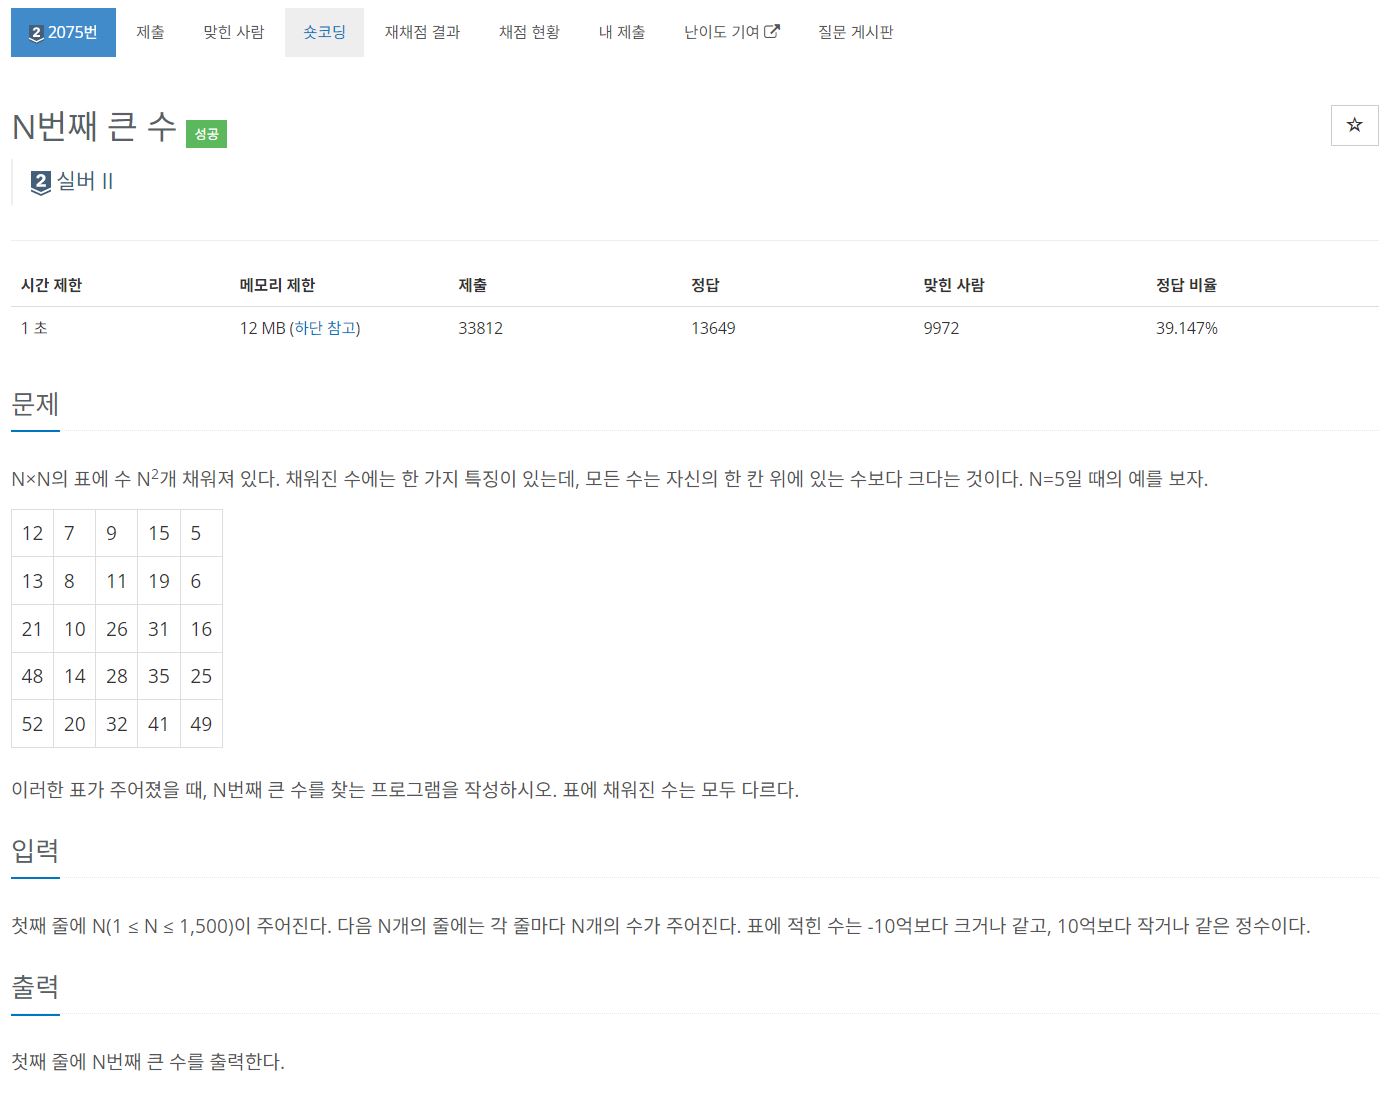 2 2075번 제출 맞힌 사람 숏코딩 재채점 결과 채점 현황 내 제출 난이도 기여 질문 게시판
N번째 큰 수 성공
2 실버 II
시간 제한 메모리 제한 제출 정답 맞힌 사람 정답 비율
1 초 12 MB (하단 참고) 33812 13649 9972 39.147%
문제
N×N의 표에 수 N²개 채워져 있다. 채워진 수에는 한 가지 특징이 있는데, 모든 수는 자신의 한 칸 위에 있는 수보다 크다는 것이다. N=5일 때의 예를 보자.
12 7 9 15 5
13 8 11 19 6
21 10 26 31 16
48 14 28 35 25
52 20 32 41 49
이러한 표가 주어졌을 때, N번째 큰 수를 찾는 프로그램을 작성하시오. 표에 채워진 수는 모두 다르다.
입력
첫째 줄에 N(1 ≤ N ≤ 1,500)이 주어진다. 다음 N개의 줄에는 각 줄마다 N개의 수가 주어진다. 표에 적힌 수는 -10억보다 크거나 같고, 10억보다 작거나 같은 정수이다.
출력
첫째 줄에 N번째 큰 수를 출력한다.